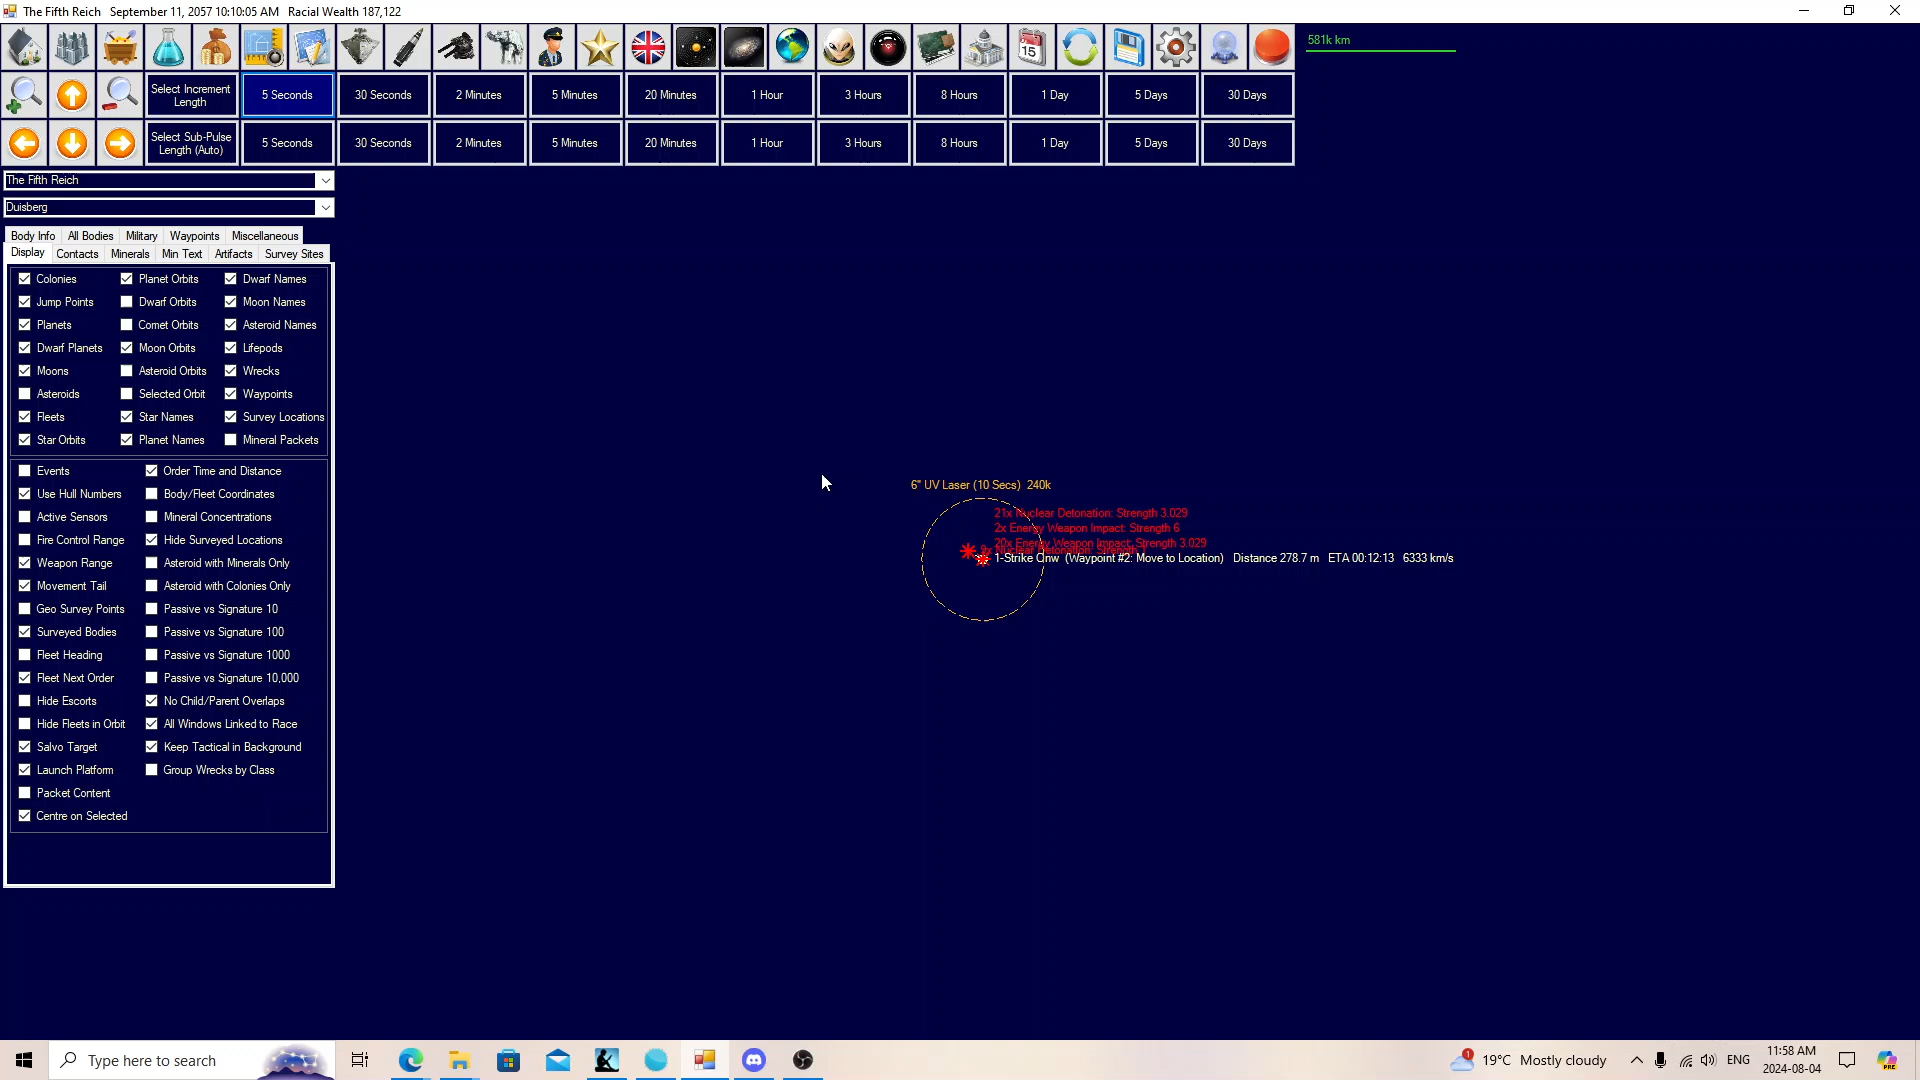 The Fifth Reich   September 11, 2057 10:10:05 AM   Racial Wealth 187,122
15
581k km
Select Increment Length
5 Seconds
30 Seconds
2 Minutes
5 Minutes
20 Minutes
1 Hour
3 Hours
8 Hours
1 Day
5 Days
30 Days
Select Sub-Pulse Length (Auto)
5 Seconds
30 Seconds
2 Minutes
5 Minutes
20 Minutes
1 Hour
3 Hours
8 Hours
1 Day
5 Days
30 Days
The Fifth Reich
Duisberg
Body Info   All Bodies   Military   Waypoints   Miscellaneous
Display   Contacts   Minerals   Min Text   Artifacts   Survey Sites
Colonies   Planet Orbits   Dwarf Names
Jump Points   Dwarf Orbits   Moon Names
Planets   Comet Orbits   Asteroid Names
Dwarf Planets   Moon Orbits   Lifepods
Moons   Asteroid Orbits   Wrecks
Asteroids   Selected Orbit   Waypoints
Fleets   Star Names   Survey Locations
Star Orbits   Planet Names   Mineral Packets
Events   Order Time and Distance
Use Hull Numbers   Body/Fleet Coordinates
Active Sensors   Mineral Concentrations
Fire Control Range   Hide Surveyed Locations
Weapon Range   Asteroid with Minerals Only
Movement Tail   Asteroid with Colonies Only
Geo Survey Points   Passive vs Signature 10
Surveyed Bodies   Passive vs Signature 100
Fleet Heading   Passive vs Signature 1000
Fleet Next Order   Passive vs Signature 10,000
Hide Escorts   No Child/Parent Overlaps
Hide Fleets in Orbit   All Windows Linked to Race
Salvo Target   Keep Tactical in Background
Launch Platform   Group Wrecks by Class
Packet Content
Centre on Selected
6" UV Laser (10 Secs)  240k
21x Nuclear Detonation: Strength 3.029
2x Energy Weapon Impact: Strength 6
20x Energy Weapon Impact: Strength 3.029
Nuclear Detonation: Strength
1-Strike Onw  (Waypoint #2: Move to Location)   Distance 278.7 m   ETA 00:12:13   6333 km/s
Type here to search
1
19°C  Mostly cloudy
ENG
11:58 AM
2024-08-04
PRE